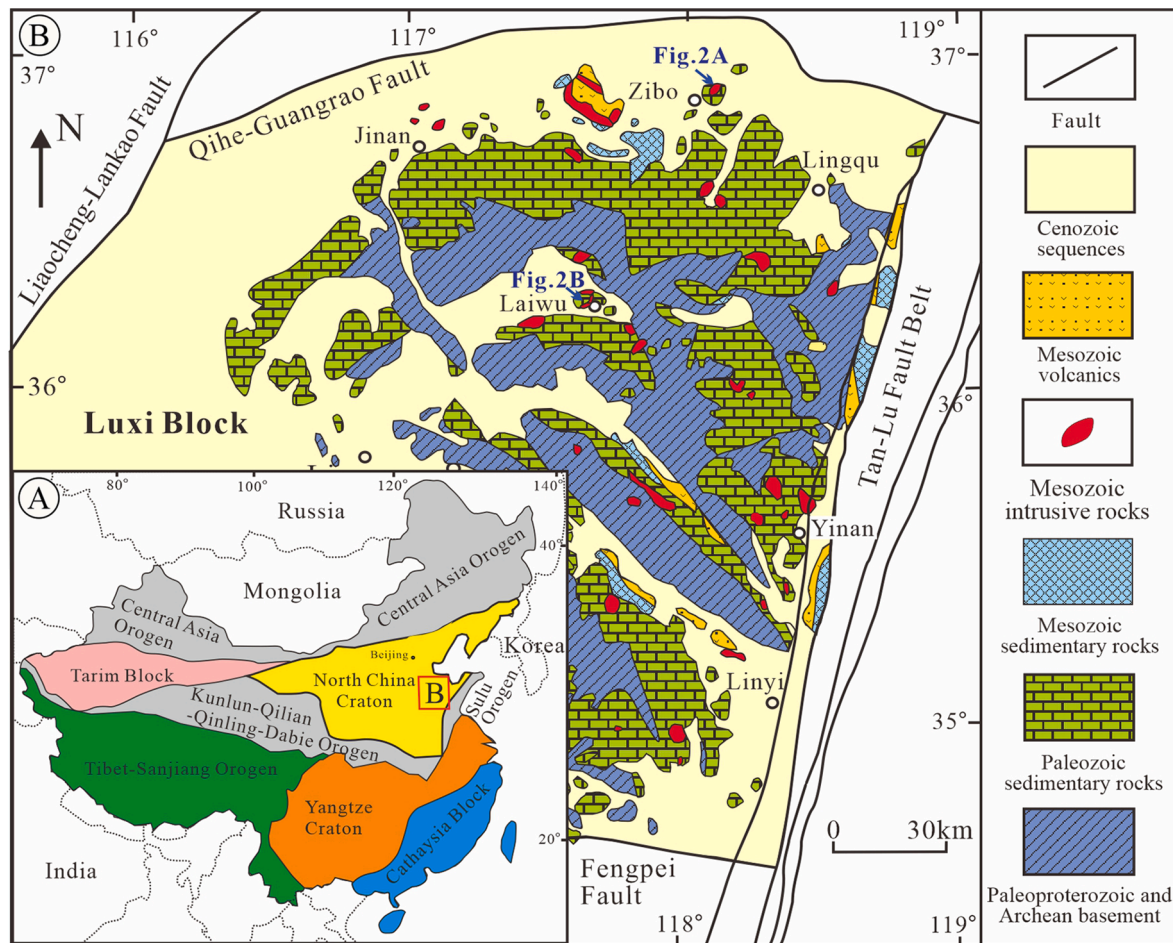 B
116°
117°
119°
37°
37°
Fig.2A
Zibo
Liaocheng-Lankao Fault
Qihe-Guangrao Fault
N
Jinan
Lingqu
Fig.2B
Laiwu
36°
36°
Luxi Block
Tan-Lu Fault Belt
Yinan
Linyi
35°
0 30km
Fengpei
Fault
118°
119°
A
80°
100°
120°
140°
Russia
40°
Mongolia
Central Asia Orogen
Central Asia
Orogen
Korea
Beijing
Tarim Block
North China
Craton
B
Sulu
Orogen
Kunlun-Qilian
-Qinling-Dabie Orogen
Tibet-Sanjiang Orogen
Yangtze
Craton
Cathaysia Block
20°
India
Fault
Cenozoic
sequences
Mesozoic
volcanics
Mesozoic
intrusive rocks
Mesozoic
sedimentary rocks
Paleozoic
sedimentary rocks
Paleoproterozoic and
Archean basement